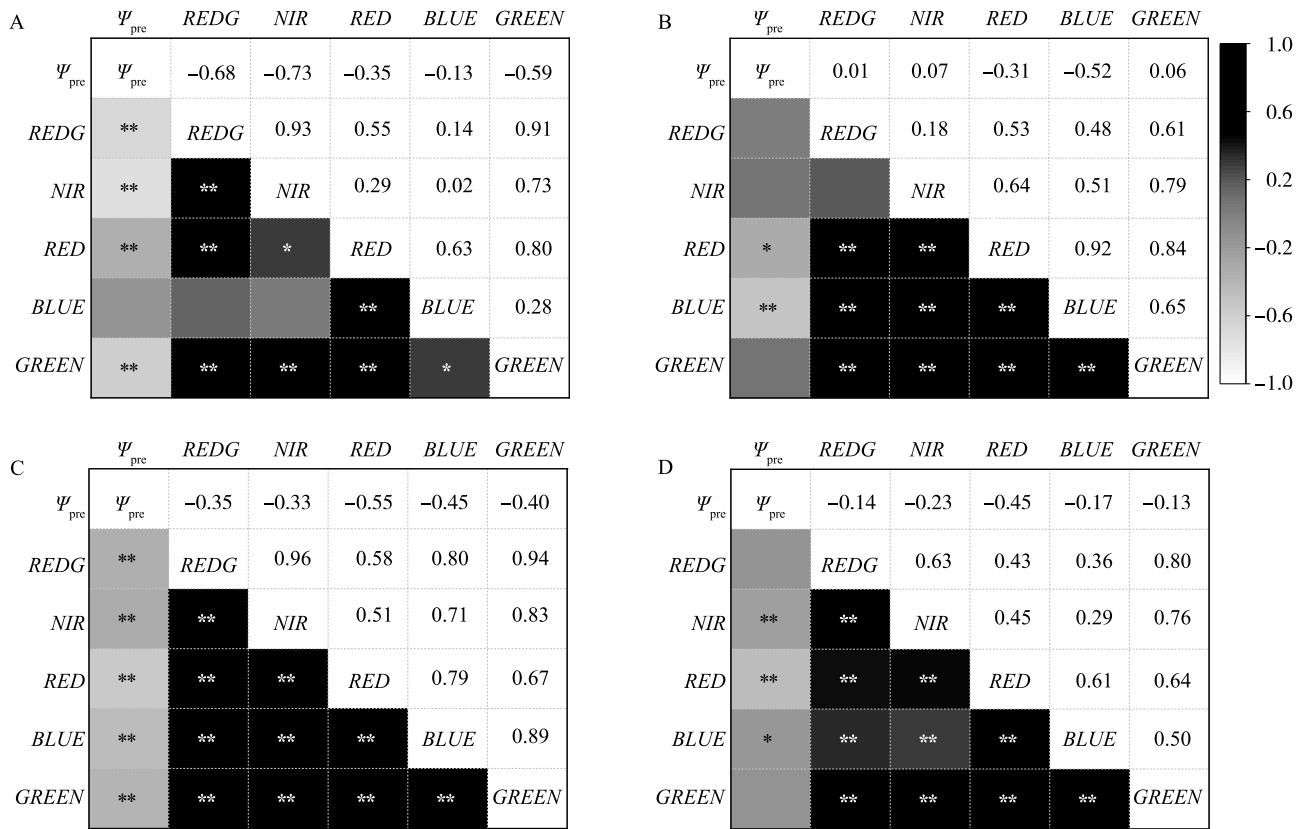 A
Ψpre REDG NIR RED BLUE GREEN
Ψpre Ψpre −0.68 −0.73 −0.35 −0.13 −0.59
REDG ** REDG 0.93 0.55 0.14 0.91
NIR ** ** NIR 0.29 0.02 0.73
RED ** ** * RED 0.63 0.80
BLUE ** BLUE 0.28
GREEN ** ** ** ** * GREEN
B
Ψpre REDG NIR RED BLUE GREEN
Ψpre Ψpre 0.01 0.07 −0.31 −0.52 0.06
REDG REDG 0.18 0.53 0.48 0.61
NIR NIR 0.64 0.51 0.79
RED * ** ** RED 0.92 0.84
BLUE ** ** ** ** BLUE 0.65
GREEN ** ** ** ** GREEN
1.0
0.6
0.2
−0.2
−0.6
−1.0
C
Ψpre REDG NIR RED BLUE GREEN
Ψpre Ψpre −0.35 −0.33 −0.55 −0.45 −0.40
REDG ** REDG 0.96 0.58 0.80 0.94
NIR ** ** NIR 0.51 0.71 0.83
RED ** ** ** RED 0.79 0.67
BLUE ** ** ** ** BLUE 0.89
GREEN ** ** ** ** ** GREEN
D
Ψpre REDG NIR RED BLUE GREEN
Ψpre Ψpre −0.14 −0.23 −0.45 −0.17 −0.13
REDG REDG 0.63 0.43 0.36 0.80
NIR ** ** NIR 0.45 0.29 0.76
RED ** ** ** RED 0.61 0.64
BLUE * ** ** ** BLUE 0.50
GREEN ** ** ** ** GREEN